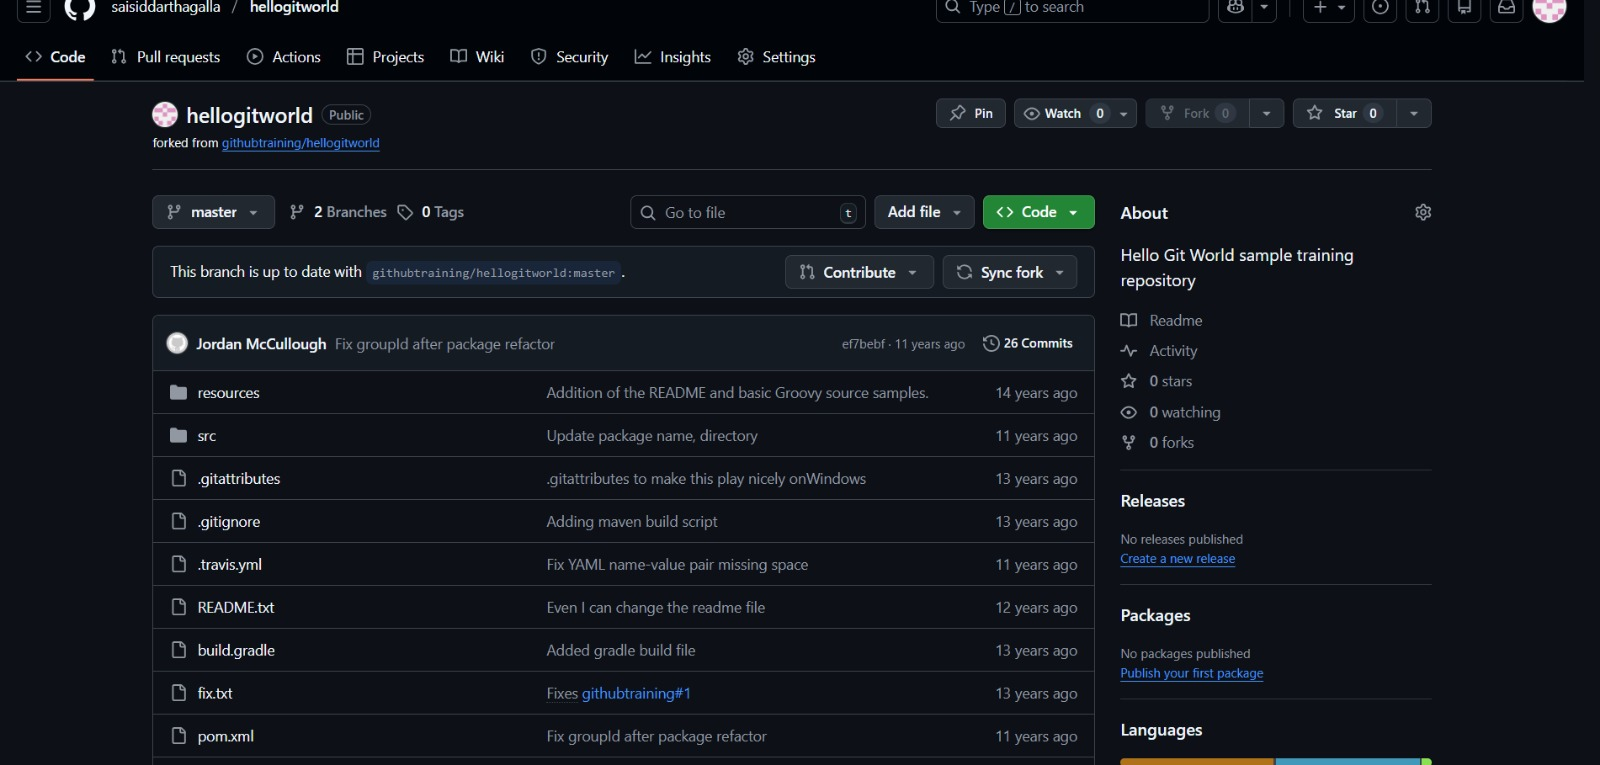 saisiddarthagalla / hellogitworld
Type / to search
Code Pull requests Actions Projects Wiki Security Insights Settings
hellogitworld Public
Pin Watch 0 Fork 0 Star 0
forked from githubtraining/hellogitworld
master 2 Branches 0 Tags
Go to file t Add file Code
This branch is up to date with githubtraining/hellogitworld:master .
Contribute Sync fork
Jordan McCullough Fix groupId after package refactor ef7bebf · 11 years ago 26 Commits
resources Addition of the README and basic Groovy source samples. 14 years ago
src Update package name, directory 11 years ago
.gitattributes .gitattributes to make this play nicely onWindows 13 years ago
.gitignore Adding maven build script 13 years ago
.travis.yml Fix YAML name-value pair missing space 11 years ago
README.txt Even I can change the readme file 12 years ago
build.gradle Added gradle build file 13 years ago
fix.txt Fixes githubtraining#1 13 years ago
pom.xml Fix groupId after package refactor 11 years ago
About
Hello Git World sample training
repository
Readme
Activity
0 stars
0 watching
0 forks
Releases
No releases published
Create a new release
Packages
No packages published
Publish your first package
Languages